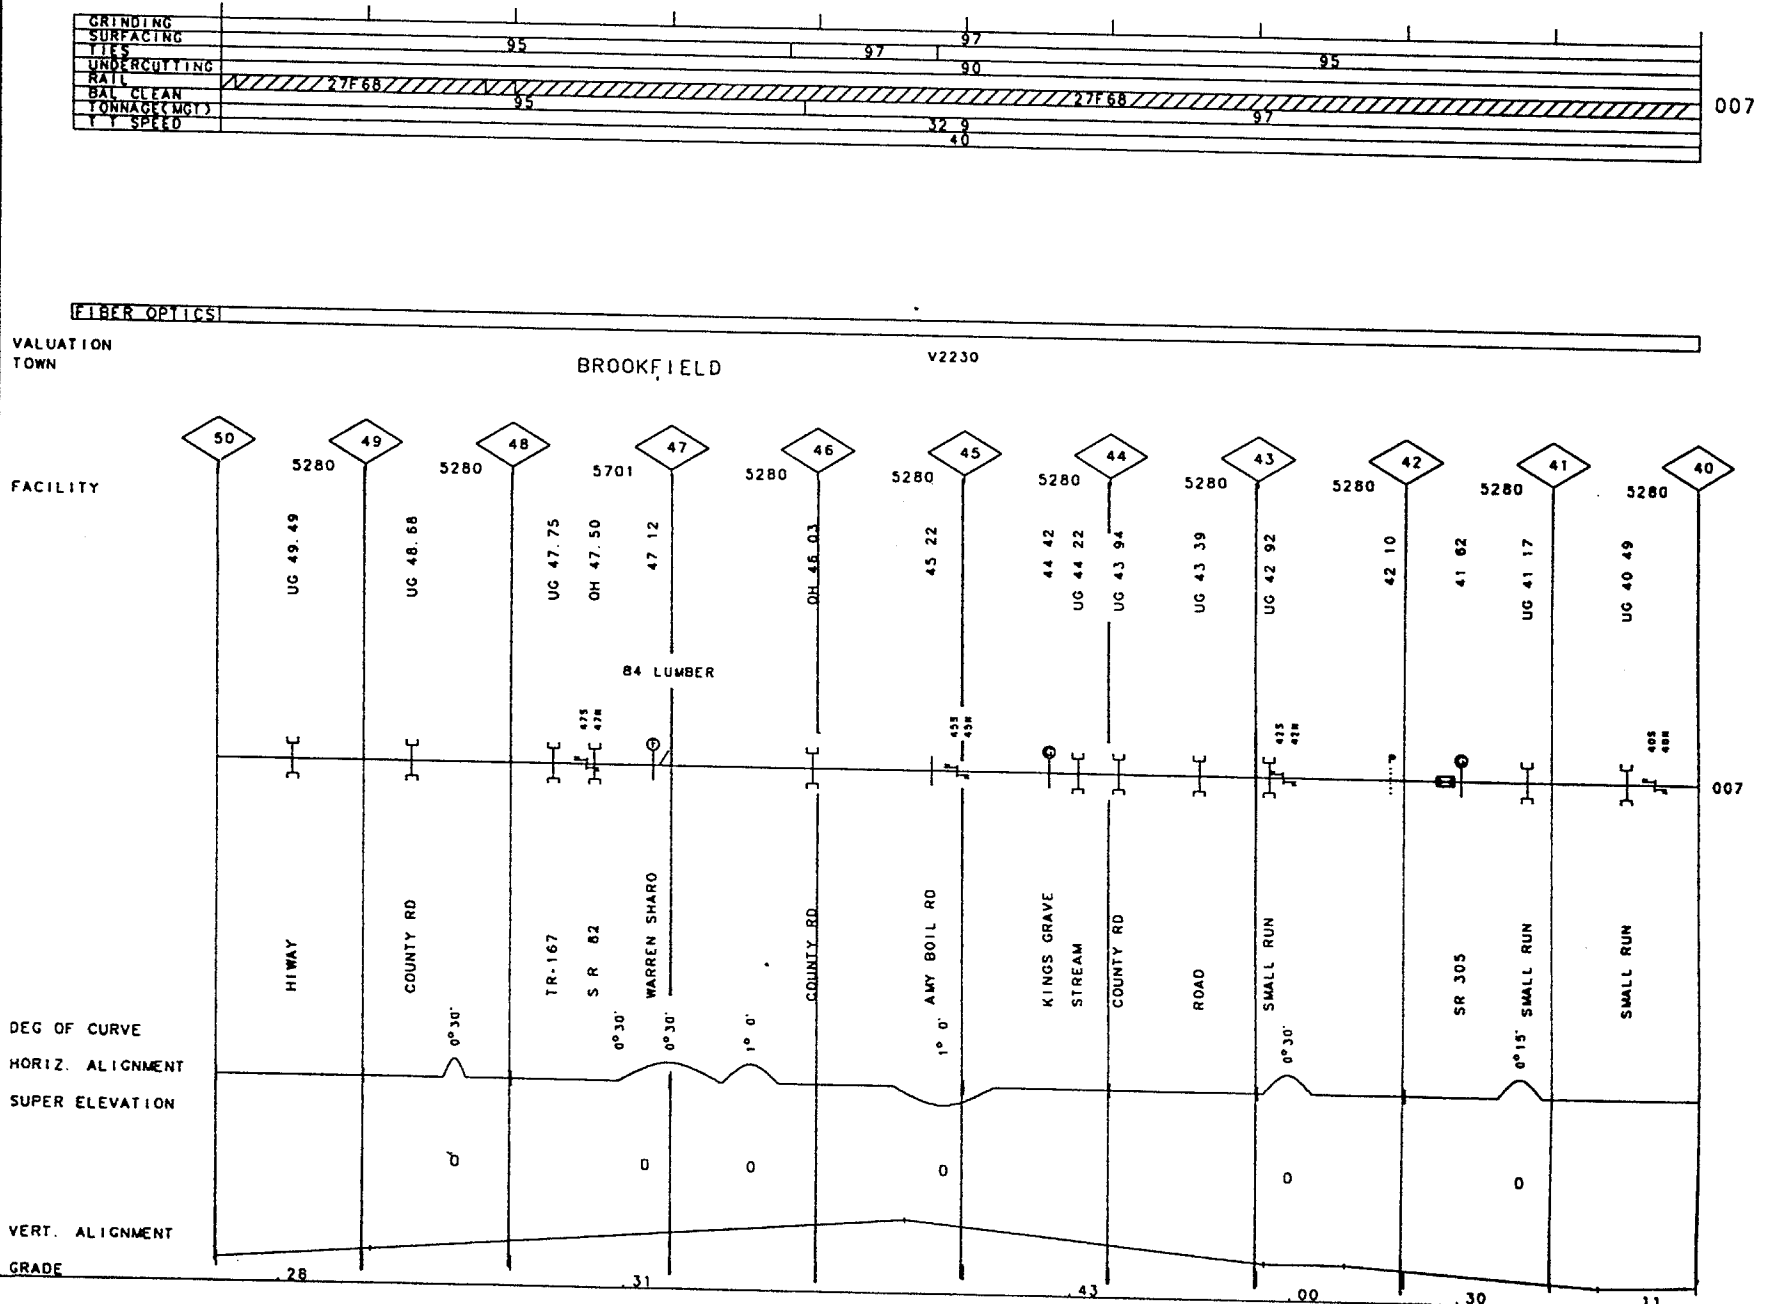 GRINDING
SURFACING 97
TIES 95 97 95
UNDERCUTTING 90
RAIL 27F68 27F68 007
BAL CLEAN 95 97
TONNAGE(MGT) 32 9
T T SPEED 40
FIBER OPTICS
VALUATION V2230
TOWN BROOKFIELD
50 49 48 47 46 45 44 43 42 41 40
5280 5280 5701 5280 5280 5280 5280 5280 5280 5280
FACILITY
UG 49.49
UG 48.68
UG 47.75
OH 47.50
47 12
OH 46 03
45 22
44 42
UG 44 22
UG 43 94
UG 43 39
UG 42 92
42 10
41 62
UG 41 17
UG 40 49
84 LUMBER
47S
47N
45S
45N
42S
42N
40S
40N
007
HIWAY
COUNTY RD
TR-167
S R 82
WARREN SHARO
COUNTY RD
AMY BOIL RD
KINGS GRAVE
STREAM
COUNTY RD
ROAD
SMALL RUN
SR 305
SMALL RUN
SMALL RUN
DEG OF CURVE 0°30' 0°30' 0°30' 1° 0' 1° 0' 0°30' 0°15'
HORIZ. ALIGNMENT
SUPER ELEVATION
0 0 0 0 0 0
VERT. ALIGNMENT
GRADE .28 .31 .43 .00 .30 .11